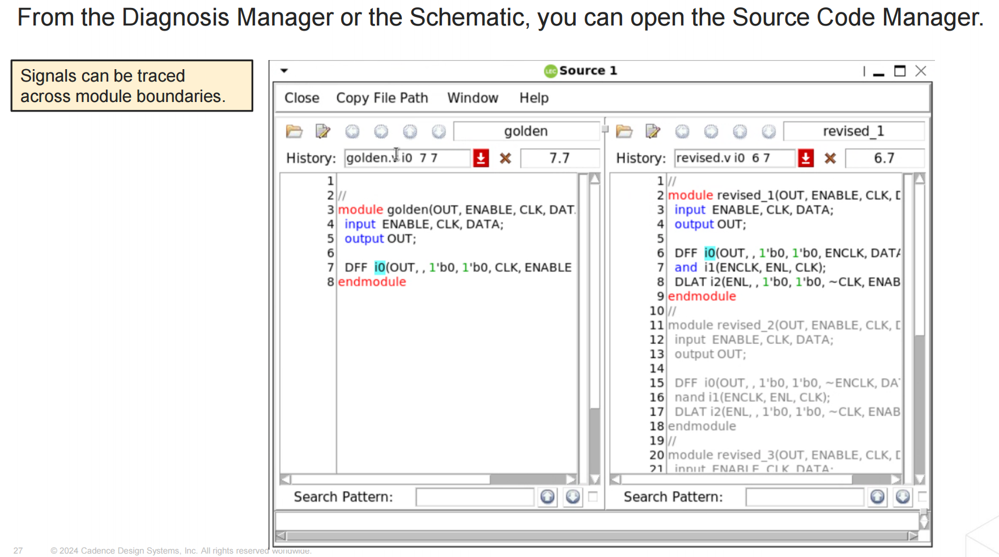 From the Diagnosis Manager or the Schematic, you can open the Source Code Manager.
Signals can be traced
across module boundaries.
LEC Source 1
Close Copy File Path Window Help
golden
History: golden.v i0 7 7 7.7
1
2 //
3 module golden(OUT, ENABLE, CLK, DAT
4 input ENABLE, CLK, DATA;
5 output OUT;
6
7 DFF i0(OUT, , 1'b0, 1'b0, CLK, ENABLE
8 endmodule
Search Pattern:
revised_1
History: revised.v i0 6 7 6.7
1 //
2 module revised_1(OUT, ENABLE, CLK,
3 input ENABLE, CLK, DATA;
4 output OUT;
5
6 DFF i0(OUT, , 1'b0, 1'b0, ENCLK, DATA
7 and i1(ENCLK, ENL, CLK);
8 DLAT i2(ENL, , 1'b0, 1'b0, ~CLK, ENAB
9 endmodule
10 //
11 module revised_2(OUT, ENABLE, CLK,
12 input ENABLE, CLK, DATA;
13 output OUT;
14
15 DFF i0(OUT, , 1'b0, 1'b0, ~ENCLK, DA
16 nand i1(ENCLK, ENL, CLK);
17 DLAT i2(ENL, , 1'b0, 1'b0, ~CLK, ENAB
18 endmodule
19 //
20 module revised_3(OUT, ENABLE, CLK,
21 input ENABLE, CLK, DATA;
Search Pattern:
27 © 2024 Cadence Design Systems, Inc. All rights reserved worldwide.